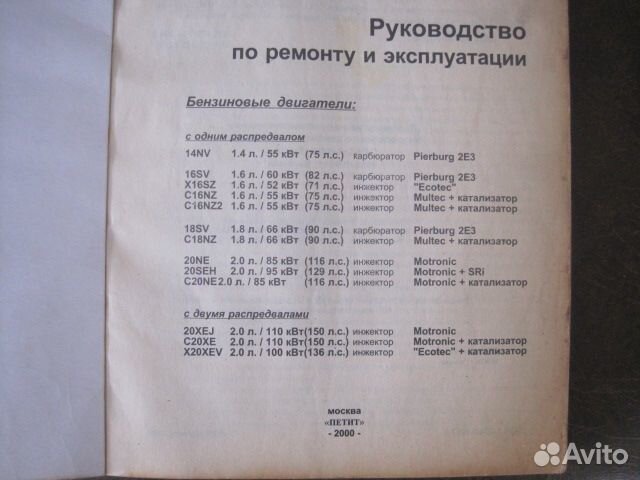 Руководство
по ремонту и эксплуатации
Бензиновые двигатели:
с одним распредвалом
14NV 1.4 л. / 55 кВт (75 л.с.) карбюратор Pierburg 2E3
16SV 1.6 л. / 60 кВт (82 л.с.) карбюратор Pierburg 2E3
X16SZ 1.6 л. / 52 кВт (71 л.с.) инжектор "Ecotec"
C16NZ 1.6 л. / 55 кВт (75 л.с.) инжектор Multec + катализатор
C16NZ2 1.6 л. / 55 кВт (75 л.с.) инжектор Multec + катализатор
18SV 1.8 л. / 66 кВт (90 л.с.) карбюратор Pierburg 2E3
C18NZ 1.8 л. / 66 кВт (90 л.с.) инжектор Multec + катализатор
20NE 2.0 л. / 85 кВт (116 л.с.) инжектор Motronic
20SEH 2.0 л. / 95 кВт (129 л.с.) инжектор Motronic + SRi
C20NE 2.0 л. / 85 кВт (116 л.с.) инжектор Motronic + катализатор
с двумя распредвалами
20XEJ 2.0 л. / 110 кВт (150 л.с.) инжектор Motronic
C20XE 2.0 л. / 110 кВт (150 л.с.) инжектор Motronic + катализатор
X20XEV 2.0 л. / 100 кВт (136 л.с.) инжектор "Ecotec" + катализатор
москва
«ПЕТИТ»
- 2000 -
Avito